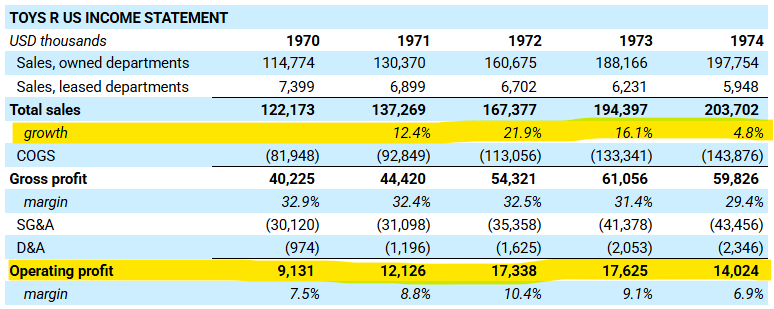 TOYS R US INCOME STATEMENT
USD thousands 1970 1971 1972 1973 1974
Sales, owned departments 114,774 130,370 160,675 188,166 197,754
Sales, leased departments 7,399 6,899 6,702 6,231 5,948
Total sales 122,173 137,269 167,377 194,397 203,702
growth 12.4% 21.9% 16.1% 4.8%
COGS (81,948) (92,849) (113,056) (133,341) (143,876)
Gross profit 40,225 44,420 54,321 61,056 59,826
margin 32.9% 32.4% 32.5% 31.4% 29.4%
SG&A (30,120) (31,098) (35,358) (41,378) (43,456)
D&A (974) (1,196) (1,625) (2,053) (2,346)
Operating profit 9,131 12,126 17,338 17,625 14,024
margin 7.5% 8.8% 10.4% 9.1% 6.9%